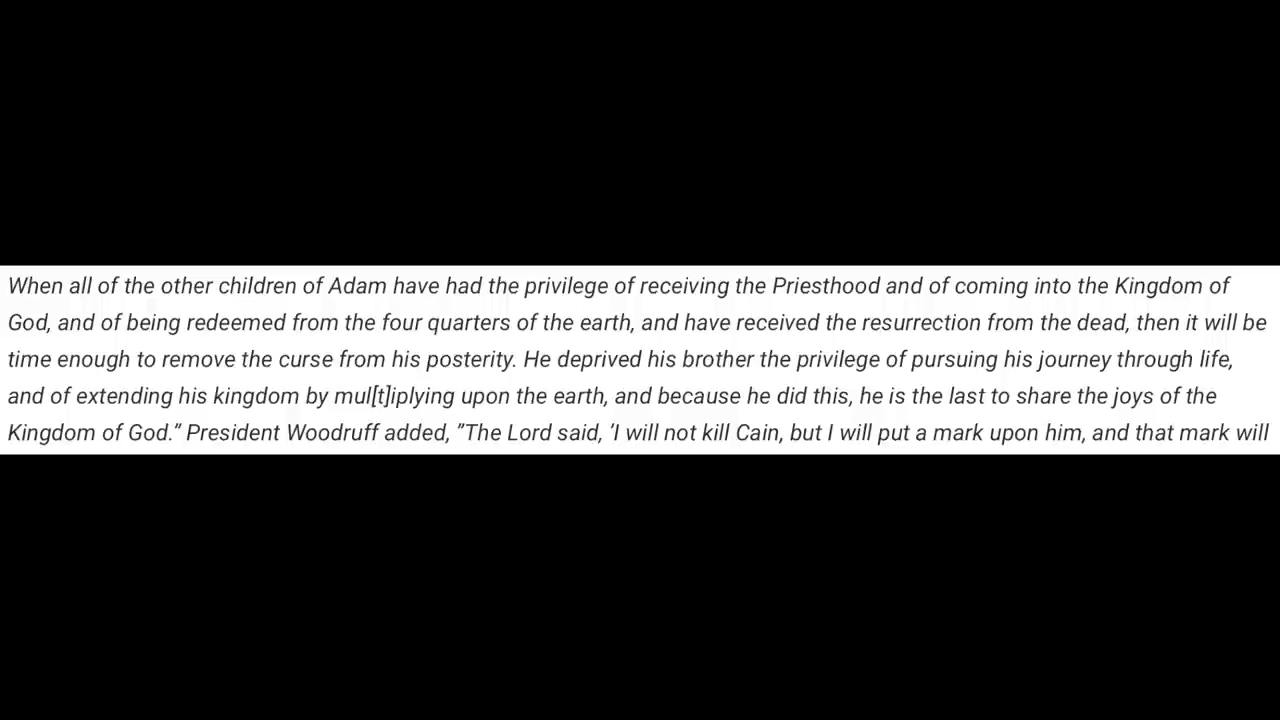 When all of the other children of Adam have had the privilege of receiving the Priesthood and of coming into the Kingdom of
God, and of being redeemed from the four quarters of the earth, and have received the resurrection from the dead, then it will be
time enough to remove the curse from his posterity. He deprived his brother the privilege of pursuing his journey through life,
and of extending his kingdom by mul[t]iplying upon the earth, and because he did this, he is the last to share the joys of the
Kingdom of God.” President Woodruff added, ”The Lord said, ’I will not kill Cain, but I will put a mark upon him, and that mark will